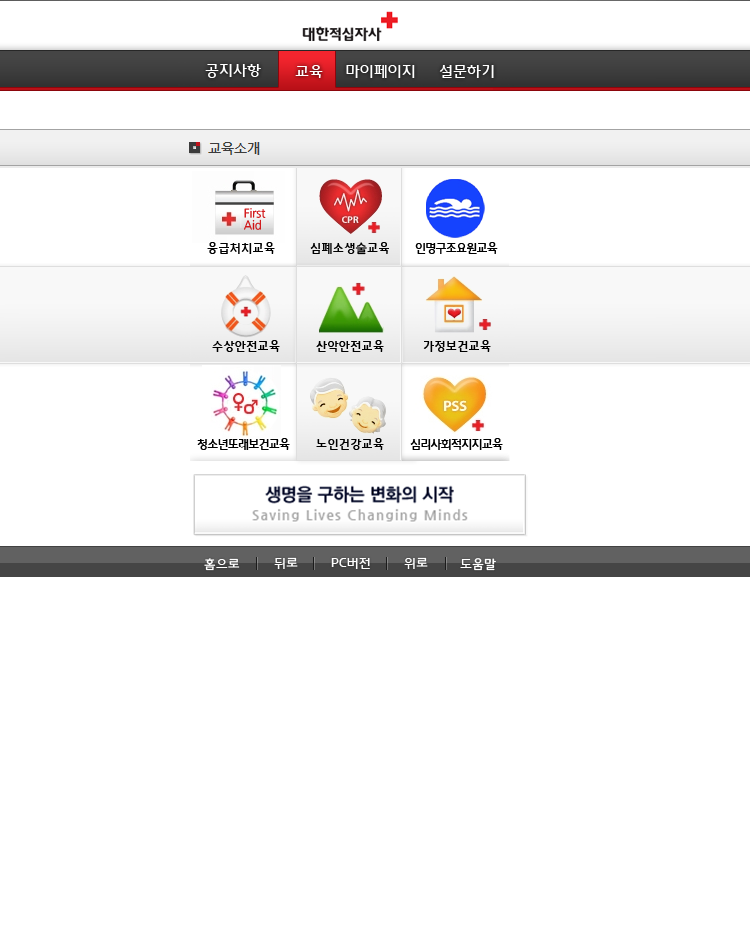 대한적십자사
공지사항 교육 마이페이지 설문하기
교육소개
First
Aid
CPR
응급처치교육 심폐소생술교육 인명구조요원교육
수상안전교육 산악안전교육 가정보건교육
PSS
청소년또래보건교육 노인건강교육 심리사회적지지교육
생명을 구하는 변화의 시작
Saving Lives Changing Minds
홈으로 뒤로 PC버전 위로 도움말